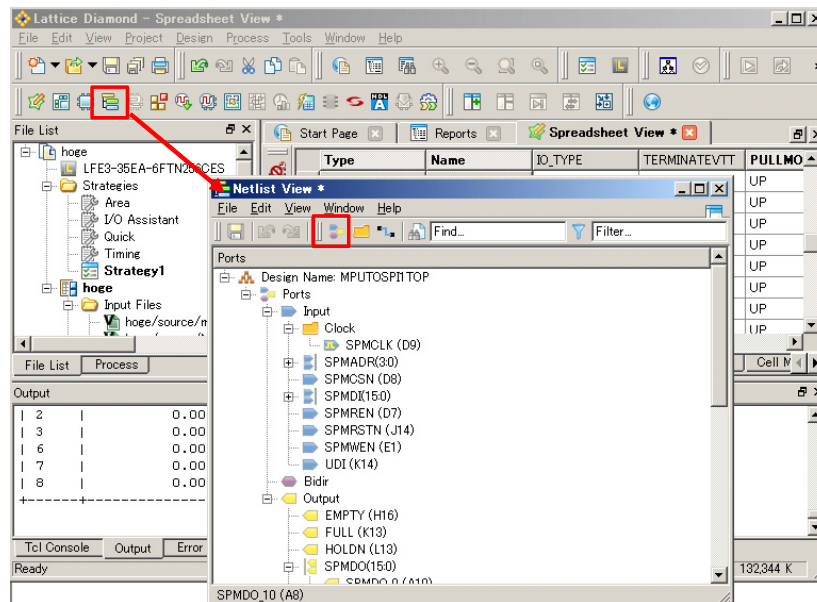 Lattice Diamond - Spreadsheet View *
File Edit View Project Design Process Tools Window Help
File List
Start Page
Reports
Spreadsheet View *
hoge
LFE3-35EA-6FTN256CES
Strategies
Area
I/O Assistant
Quick
Timing
Strategy1
hoge
Input Files
hoge/source/m
File List Process
Type Name IO_TYPE TERMINATEVTT PULLMO
UP
UP
UP
UP
UP
UP
UP
UP
Cell M
Netlist View *
File Edit View Window Help
Find...
Filter...
Ports
Design Name: MPUTOSPI1TOP
Ports
Input
Clock
SPMCLK (D9)
SPMADR(3:0)
SPMCSN (D8)
SPMDI(15:0)
SPMREN (D7)
SPMRSTN (J14)
SPMWEN (E1)
UDI (K14)
Bidir
Output
EMPTY (H16)
FULL (K13)
HOLDN (L13)
SPMDO(15:0)
SPMDO_0 (A10)
SPMDO_10 (A8)
Output
| 2 | 0.00
| 3 | 0.00
| 6 | 0.00
| 7 | 0.00
| 8 | 0.00
Tcl Console Output Error
Ready
132,344 K